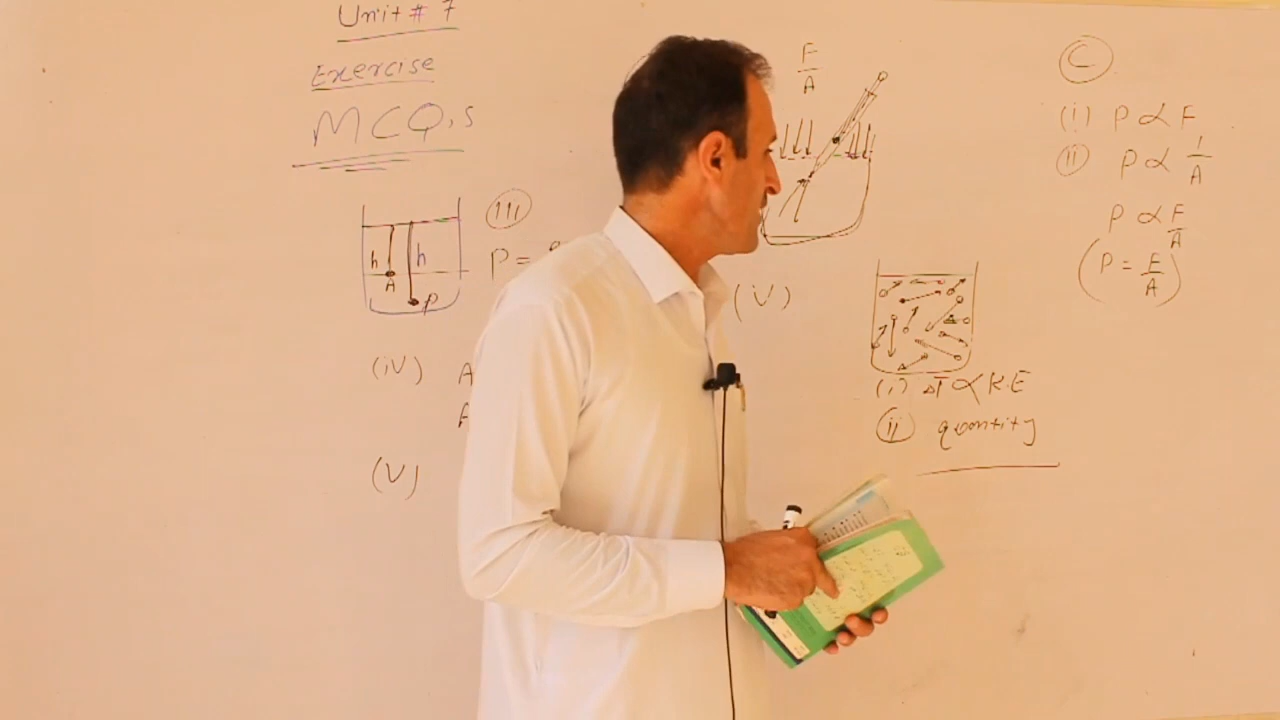 Unit # 7
Exercise
MCQ,s
(iii)
h
h
A
P
P =
(iv) A
(V)
F
A
(V)
(i) ΔT ∝ K.E
(ii) quantity
C
(i) P ∝ F
(ii) P ∝ 1/A
P ∝ F/A
(P = F/A)